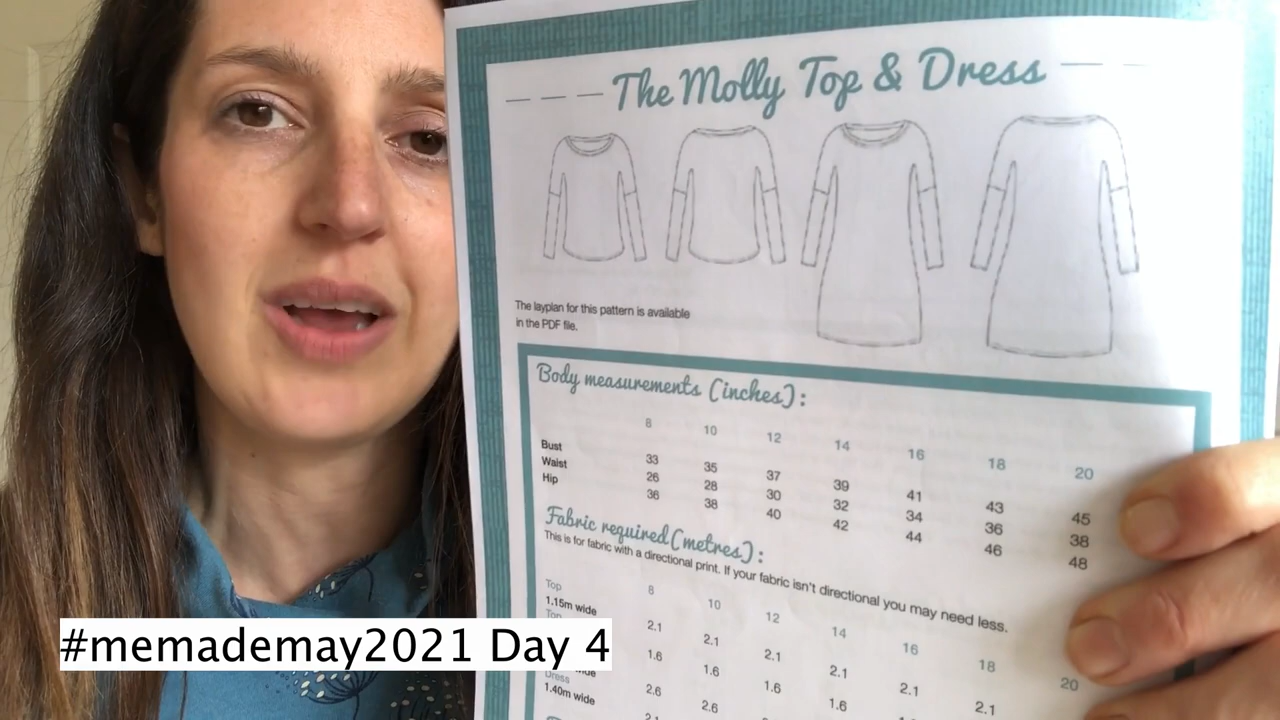 The Molly Top & Dress
The layplan for this pattern is available
in the PDF file.
Body measurements (inches):
8 10 12 14 16 18 20
Bust 33 35 37 39 41 43 45
Waist 26 28 30 32 34 36 38
Hip 36 38 40 42 44 46 48
Fabric required (metres):
This is for fabric with a directional print. If your fabric isn't directional you may need less.
8 10 12 14 16 18 20
Top
1.15m wide 2.1 2.1 2.1 2.1 2.1 2.1
Top
1.6 1.6 1.6 1.6
Dress
1.40m wide 2.6 2.6
2.1
#memademay2021 Day 4